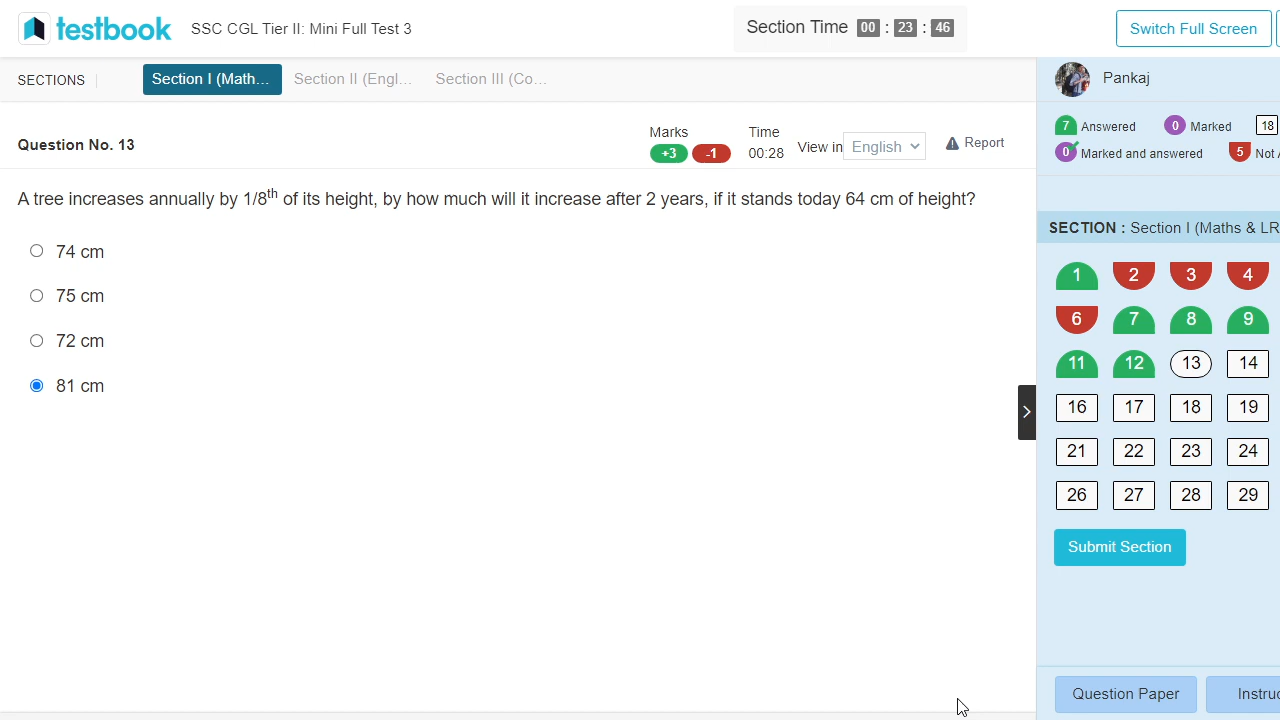 testbook SSC CGL Tier II: Mini Full Test 3 Section Time 00 : 23 : 46 Switch Full Screen
SECTIONS Section I (Math... Section II (Engl... Section III (Co... Pankaj
7 Answered 0 Marked 18
0 Marked and answered 5 Not
Question No. 13
Marks Time
+3 -1 00:28 View in English Report
A tree increases annually by 1/8th of its height, by how much will it increase after 2 years, if it stands today 64 cm of height?
74 cm
75 cm
72 cm
81 cm
SECTION : Section I (Maths & LR
1 2 3 4
6 7 8 9
11 12 13 14
16 17 18 19
21 22 23 24
26 27 28 29
Submit Section
Question Paper Instruc